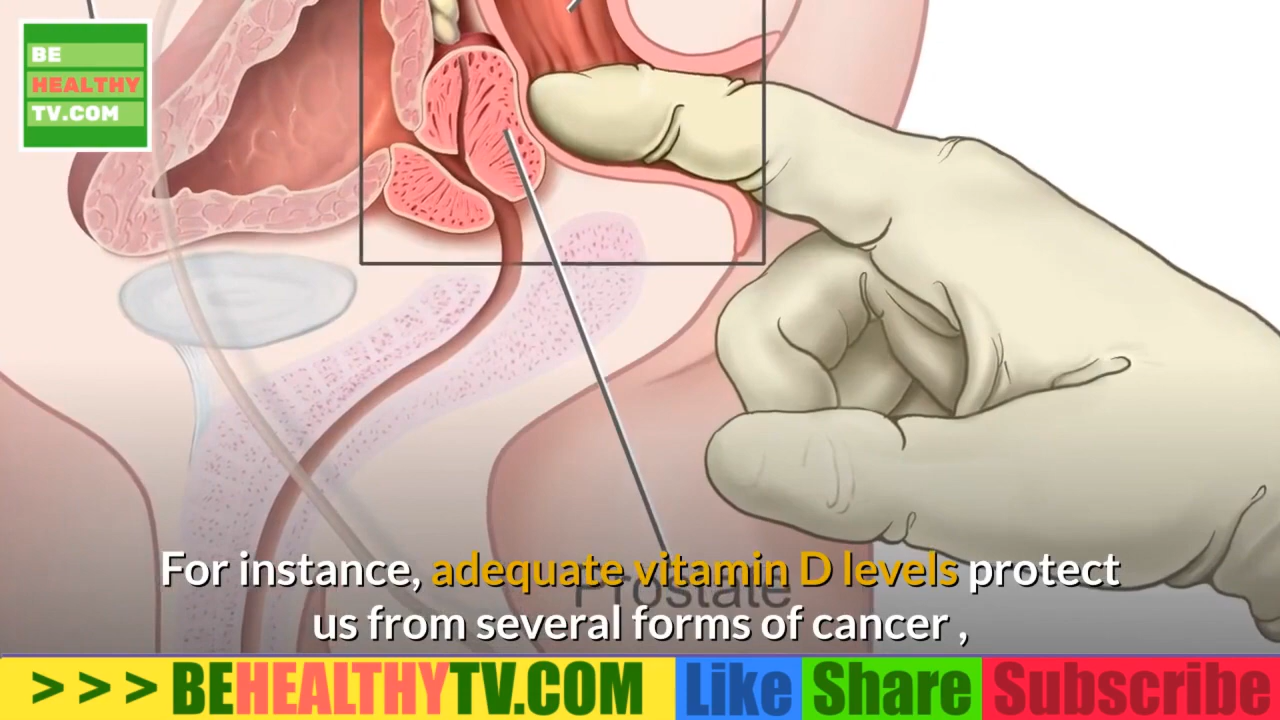 BE
HEALTHY
TV.COM
Prostate
For instance, adequate vitamin D levels protect
us from several forms of cancer ,
> > > BEHEALTHYTV.COM Like Share Subscribe